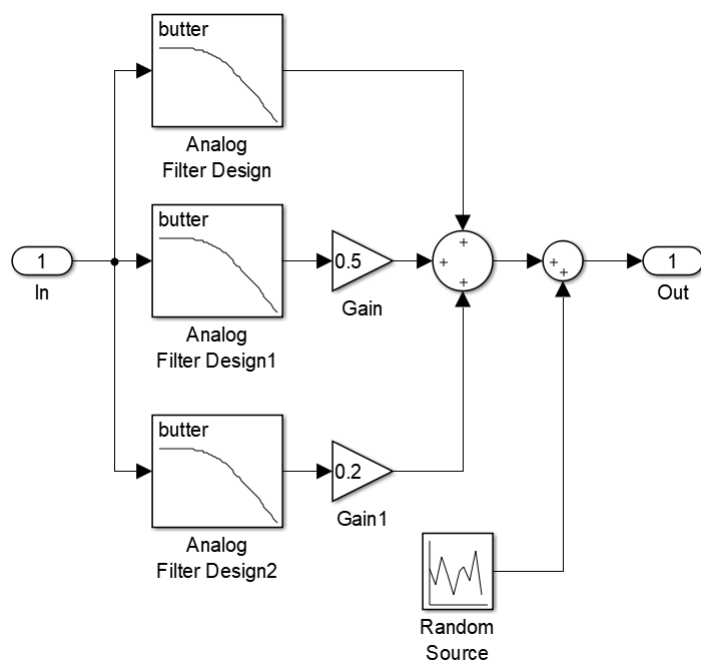 butter
Analog
Filter Design
1
In
butter
Analog
Filter Design1
0.5
Gain
+
+
+
+
+
1
Out
butter
Analog
Filter Design2
0.2
Gain1
Random
Source